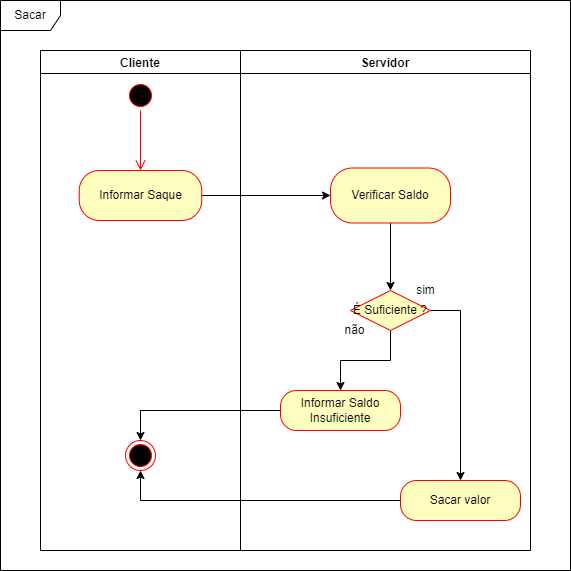 Sacar
Cliente
Servidor
Informar Saque
Verificar Saldo
sim
É Suficiente ?
não
Informar Saldo
Insuficiente
Sacar valor